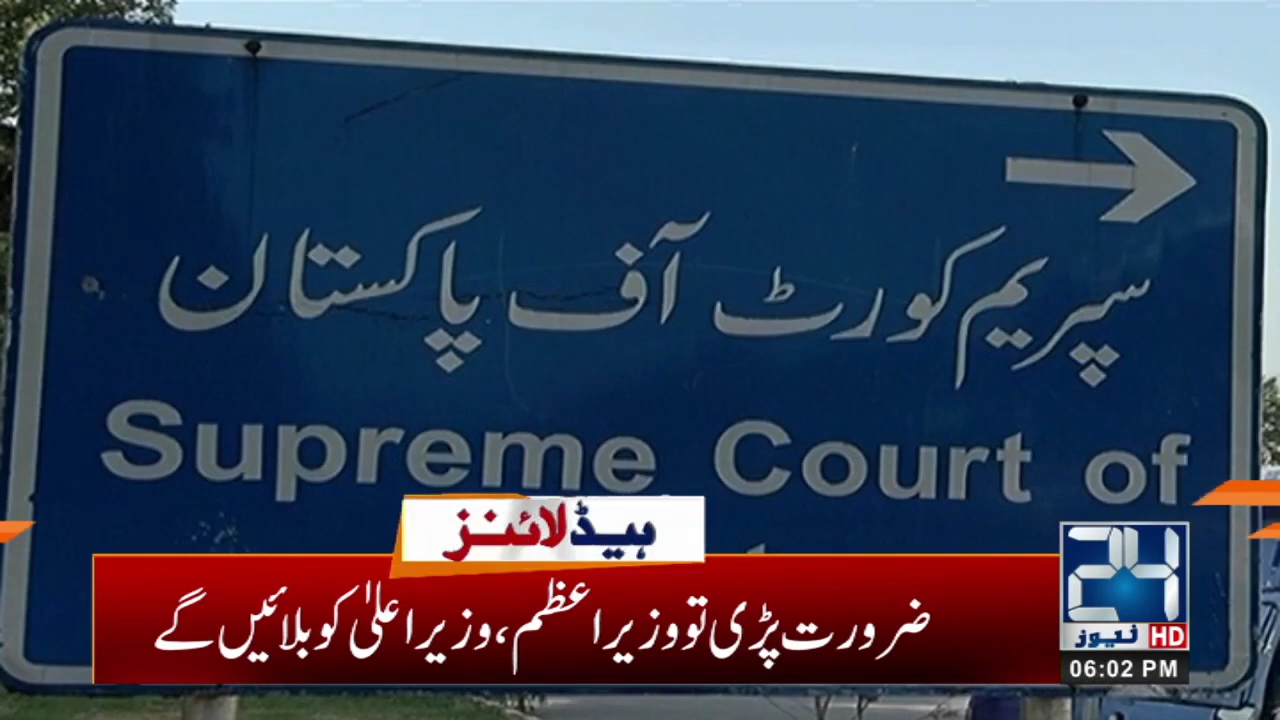 سپریم کورٹ آف پاکستان
Supreme Court of
ہیڈلائنز
ضرورت پڑی تو وزیراعظم، وزیراعلیٰ کو بلائیں گے
24
نیوز HD
06:02 PM